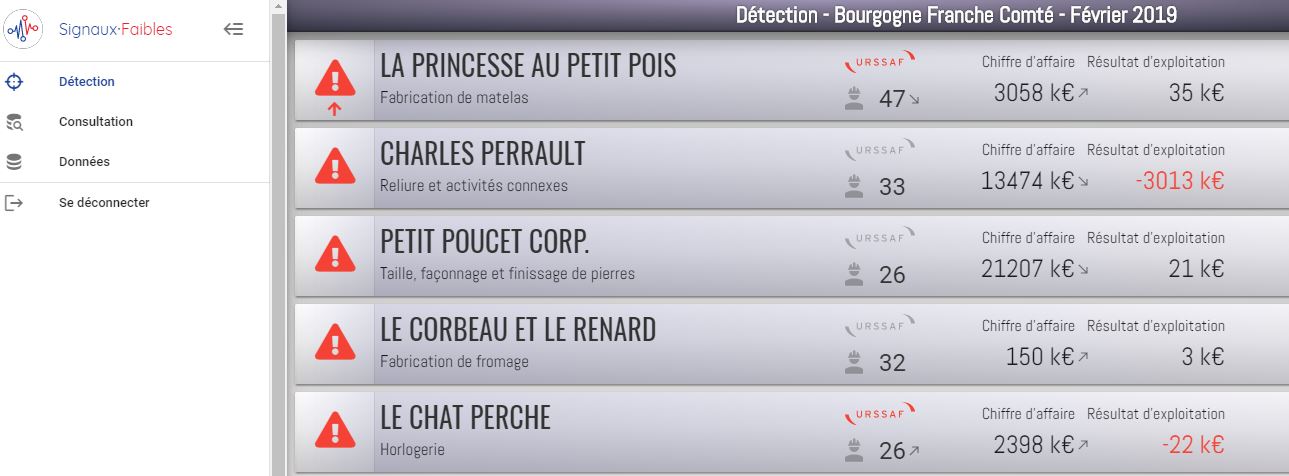 Signaux·Faibles
Détection
Consultation
Données
Se déconnecter
Détection - Bourgogne Franche Comté - Février 2019
LA PRINCESSE AU PETIT POIS
Fabrication de matelas
URSSAF
47
Chiffre d'affaire
3058 k€
Résultat d'exploitation
35 k€
CHARLES PERRAULT
Reliure et activités connexes
URSSAF
33
Chiffre d'affaire
13474 k€
Résultat d'exploitation
-3013 k€
PETIT POUCET CORP.
Taille, façonnage et finissage de pierres
URSSAF
26
Chiffre d'affaire
21207 k€
Résultat d'exploitation
21 k€
LE CORBEAU ET LE RENARD
Fabrication de fromage
URSSAF
32
Chiffre d'affaire
150 k€
Résultat d'exploitation
3 k€
LE CHAT PERCHE
Horlogerie
URSSAF
26
Chiffre d'affaire
2398 k€
Résultat d'exploitation
-22 k€